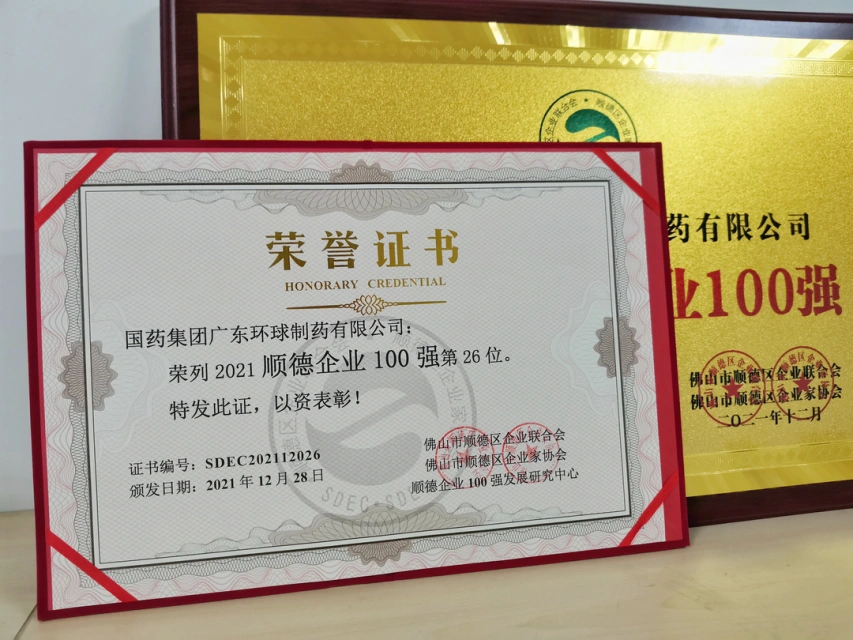 荣誉证书
HONORARY CREDENTIAL
国药集团广东环球制药有限公司：
荣列 2021 顺德企业 100 强第 26 位。
特发此证，以资表彰！
证书编号：SDEC202112026
颁发日期：2021 年 12 月 28 日
佛山市顺德区企业联合会
佛山市顺德区企业家协会
顺德企业 100 强发展研究中心
SDEC-SDEC
药有限公司
业100强
佛山市顺德区企业联合会
佛山市顺德区企业家协会
二〇二一年十二月